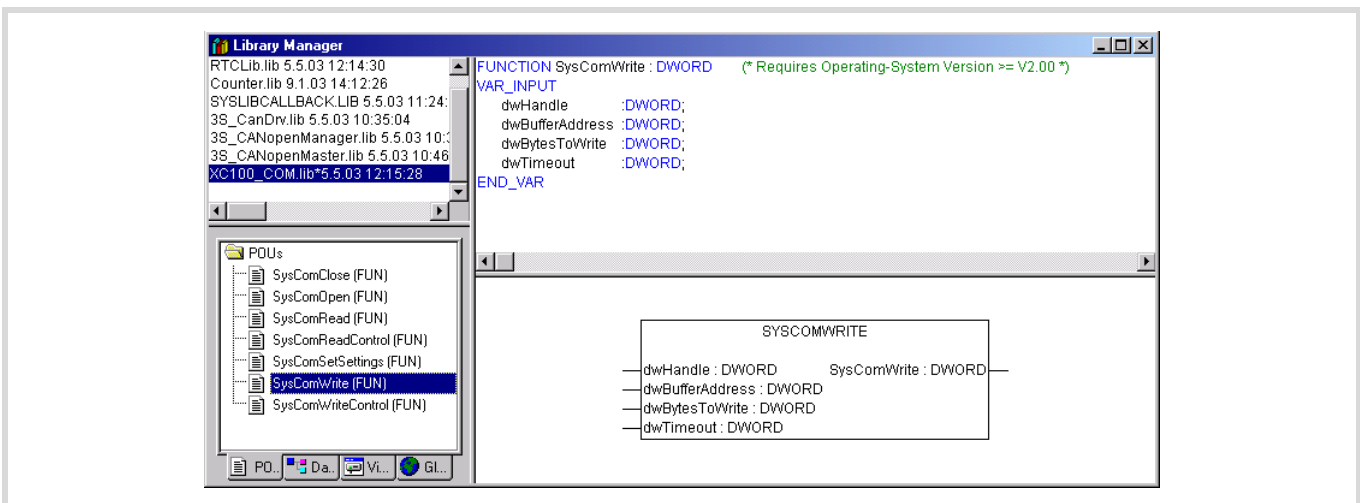 Library Manager
RTCLib.lib 5.5.03 12:14:30
Counter.lib 9.1.03 14:12:26
SYSLIBCALLBACK.LIB 5.5.03 11:24:
3S_CanDrv.lib 5.5.03 10:35:04
3S_CANopenManager.lib 5.5.03 10:3
3S_CANopenMaster.lib 5.5.03 10:46
XC100_COM.lib*5.5.03 12:15:28
FUNCTION SysComWrite : DWORD (* Requires Operating-System Version >= V2.00 *)
VAR_INPUT
dwHandle :DWORD;
dwBufferAddress :DWORD;
dwBytesToWrite :DWORD;
dwTimeout :DWORD;
END_VAR
POUs
SysComClose (FUN)
SysComOpen (FUN)
SysComRead (FUN)
SysComReadControl (FUN)
SysComSetSettings (FUN)
SysComWrite (FUN)
SysComWriteControl (FUN)
PO.. Da.. Vi... Gl...
SYSCOMWRITE
dwHandle : DWORD SysComWrite : DWORD
dwBufferAddress : DWORD
dwBytesToWrite : DWORD
dwTimeout : DWORD